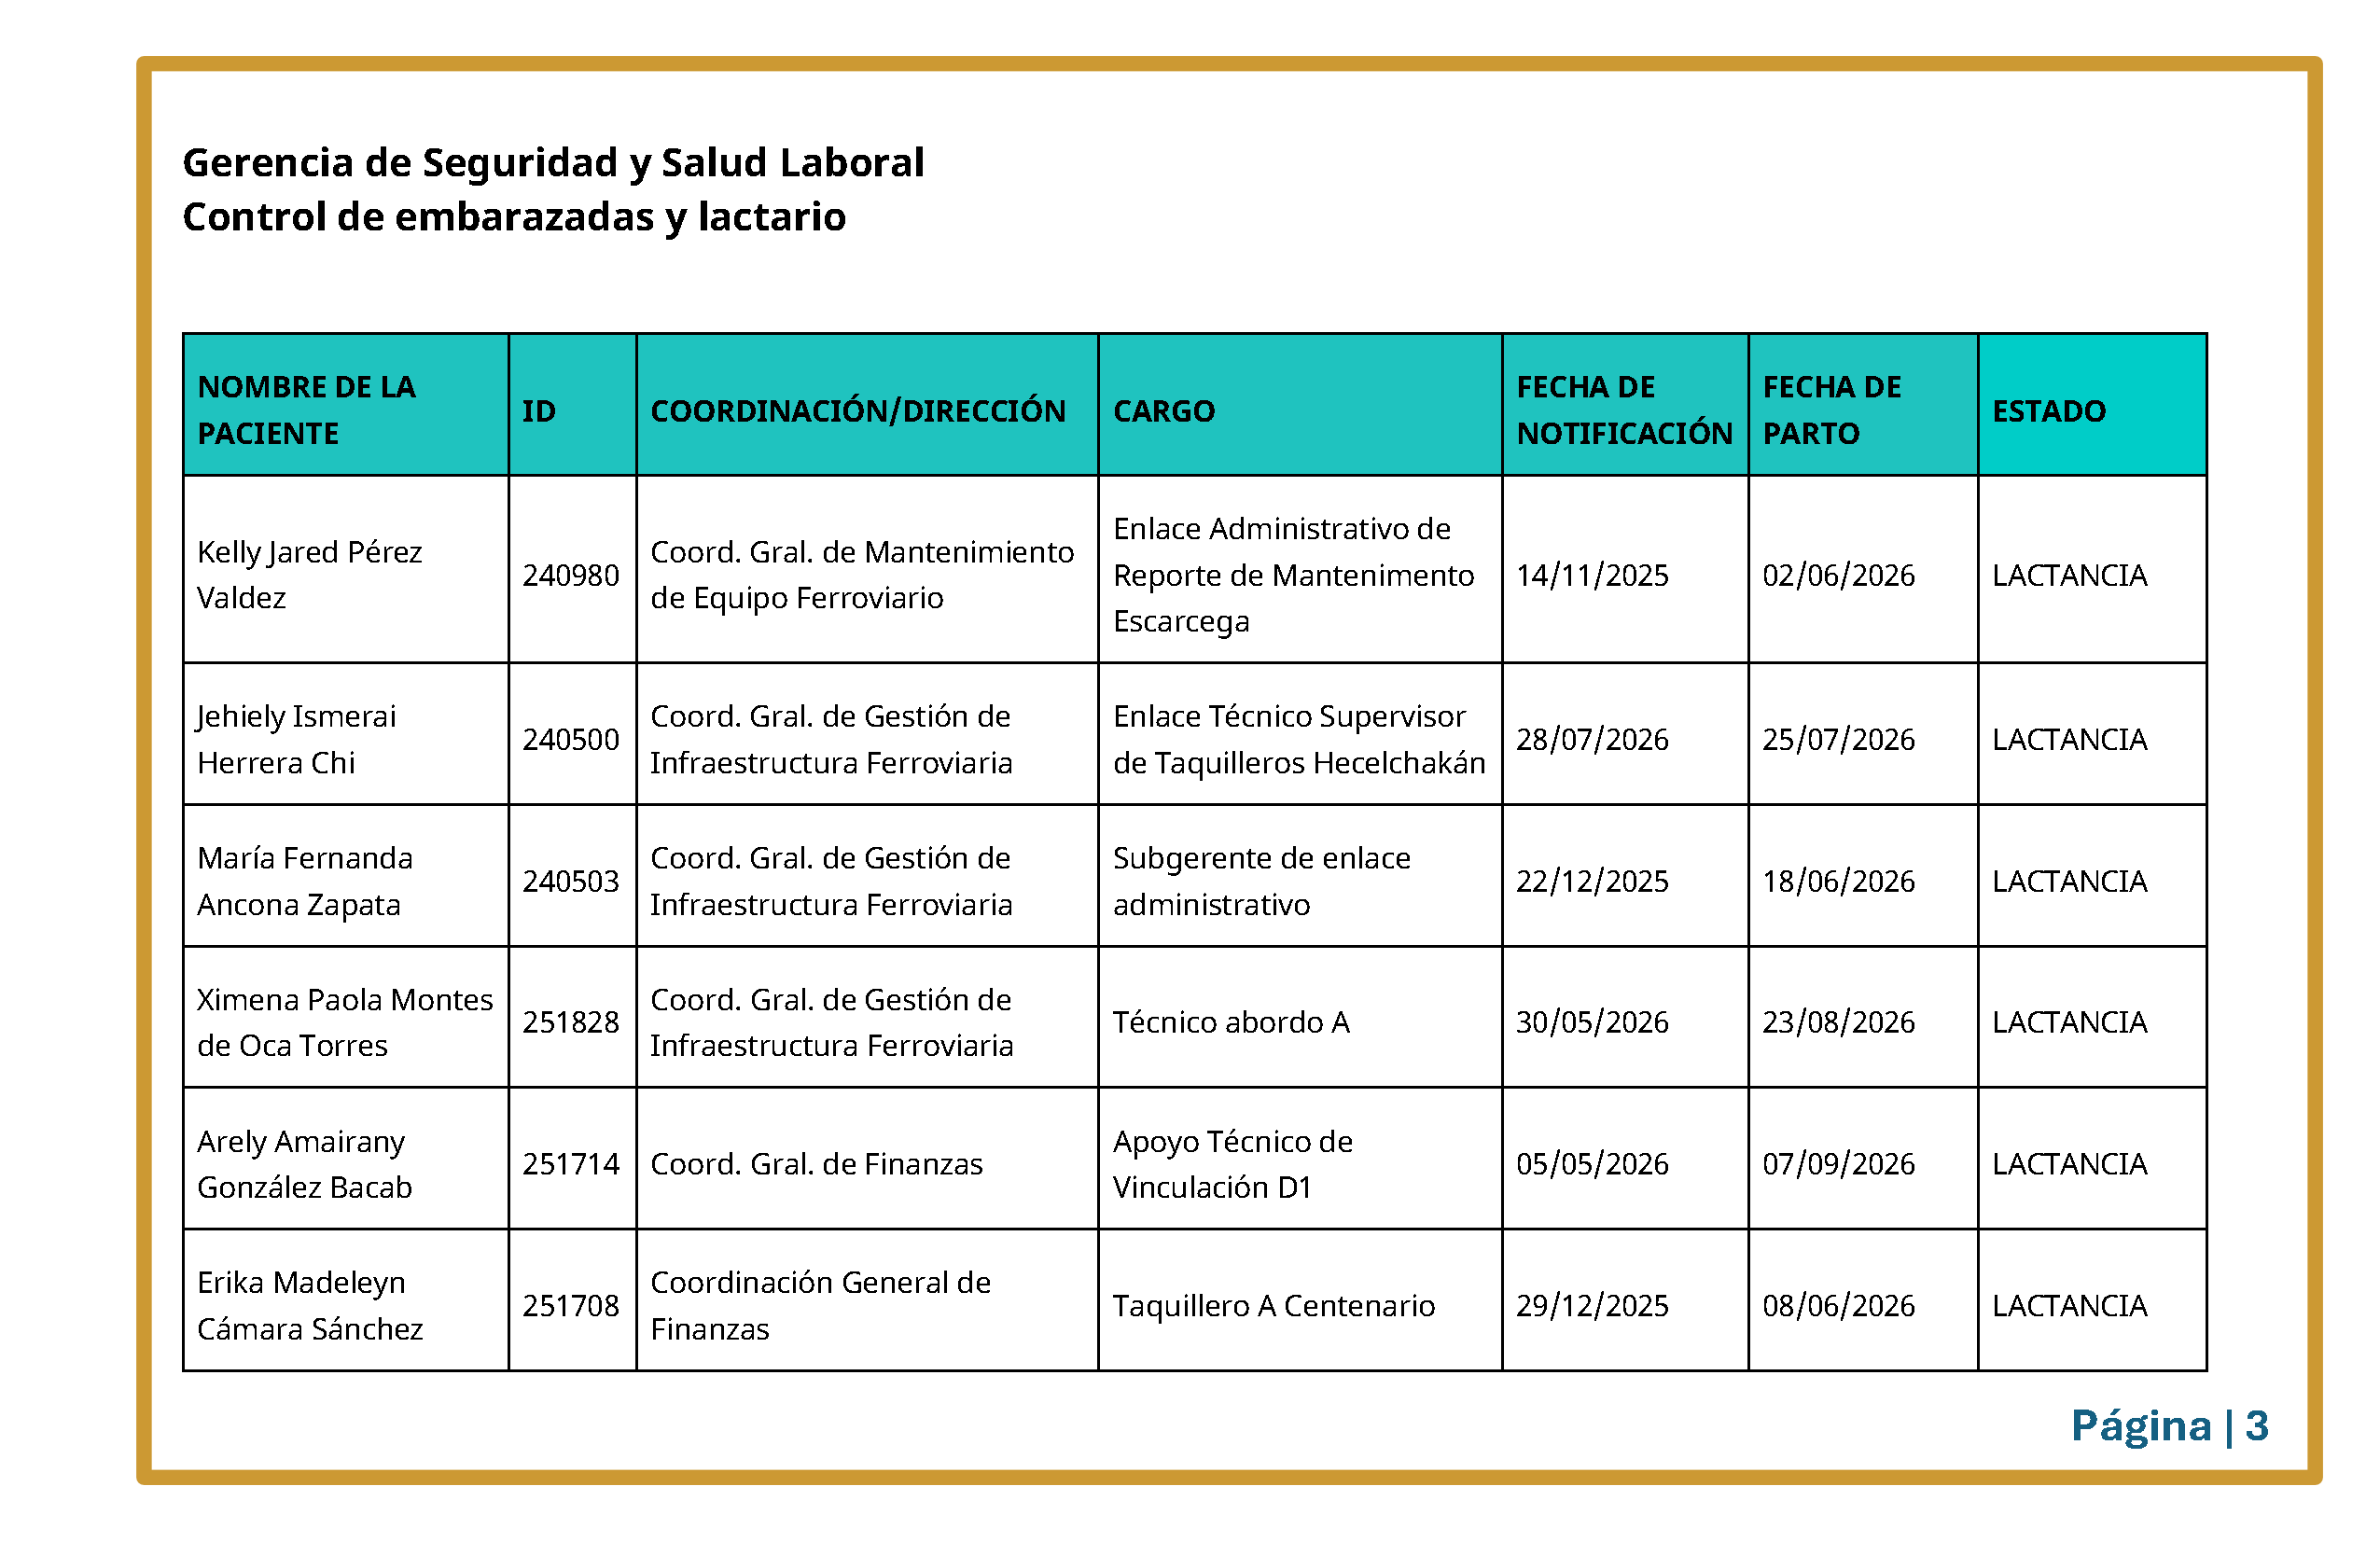 Gerencia de Seguridad y Salud Laboral
Control de embarazadas y lactario
NOMBRE DE LA
PACIENTE
ID
COORDINACIÓN/DIRECCIÓN
CARGO
FECHA DE
NOTIFICACIÓN
FECHA DE
PARTO
ESTADO
Kelly Jared Pérez
Valdez
240980
Coord. Gral. de Mantenimiento
de Equipo Ferroviario
Enlace Administrativo de
Reporte de Mantenimento
Escarcega
14/11/2025
02/06/2026
LACTANCIA
Jehiely Ismerai
Herrera Chi
240500
Coord. Gral. de Gestión de
Infraestructura Ferroviaria
Enlace Técnico Supervisor
de Taquilleros Hecelchakán
28/07/2026
25/07/2026
LACTANCIA
María Fernanda
Ancona Zapata
240503
Coord. Gral. de Gestión de
Infraestructura Ferroviaria
Subgerente de enlace
administrativo
22/12/2025
18/06/2026
LACTANCIA
Ximena Paola Montes
de Oca Torres
251828
Coord. Gral. de Gestión de
Infraestructura Ferroviaria
Técnico abordo A
30/05/2026
23/08/2026
LACTANCIA
Arely Amairany
González Bacab
251714
Coord. Gral. de Finanzas
Apoyo Técnico de
Vinculación D1
05/05/2026
07/09/2026
LACTANCIA
Erika Madeleyn
Cámara Sánchez
251708
Coordinación General de
Finanzas
Taquillero A Centenario
29/12/2025
08/06/2026
LACTANCIA
Página | 3